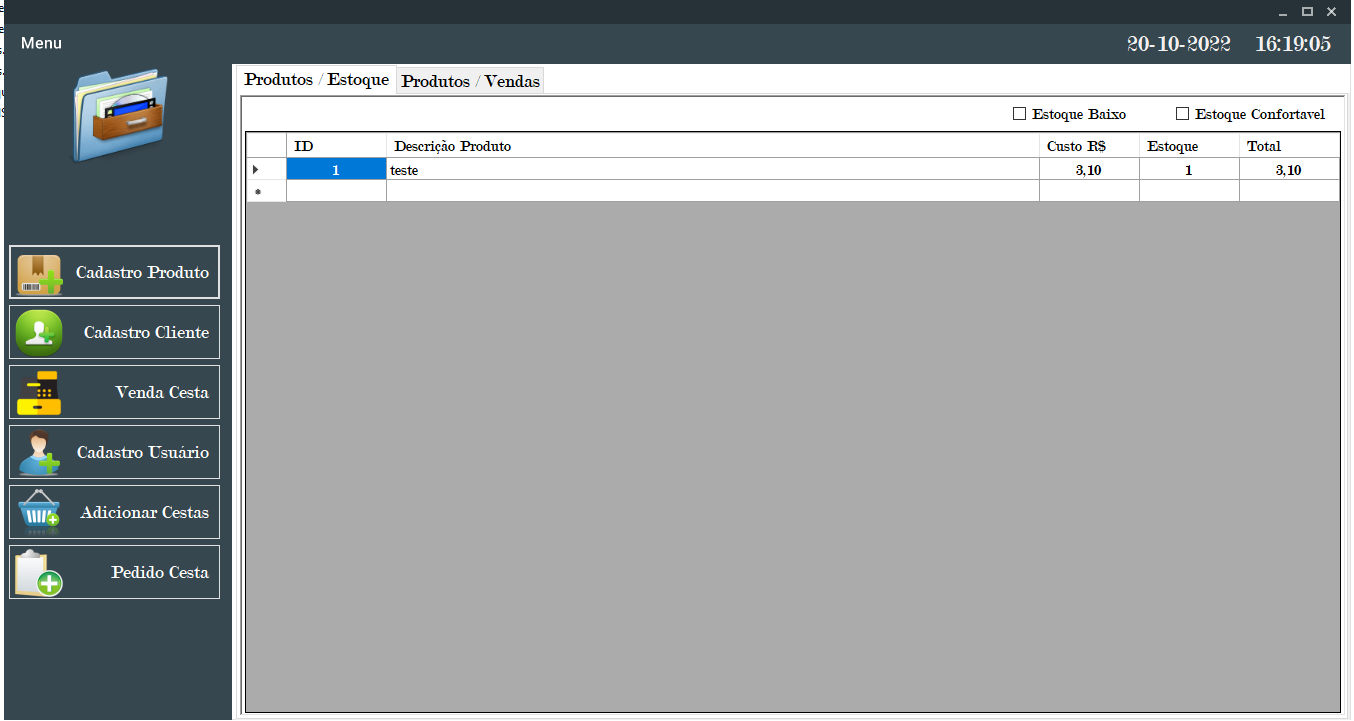 Menu
20-10-2022 16:19:05
Produtos / Estoque Produtos / Vendas
Estoque Baixo Estoque Confortavel
ID Descrição Produto Custo R$ Estoque Total
1 teste 3,10 1 3,10
Cadastro Produto
Cadastro Cliente
Venda Cesta
Cadastro Usuário
Adicionar Cestas
Pedido Cesta